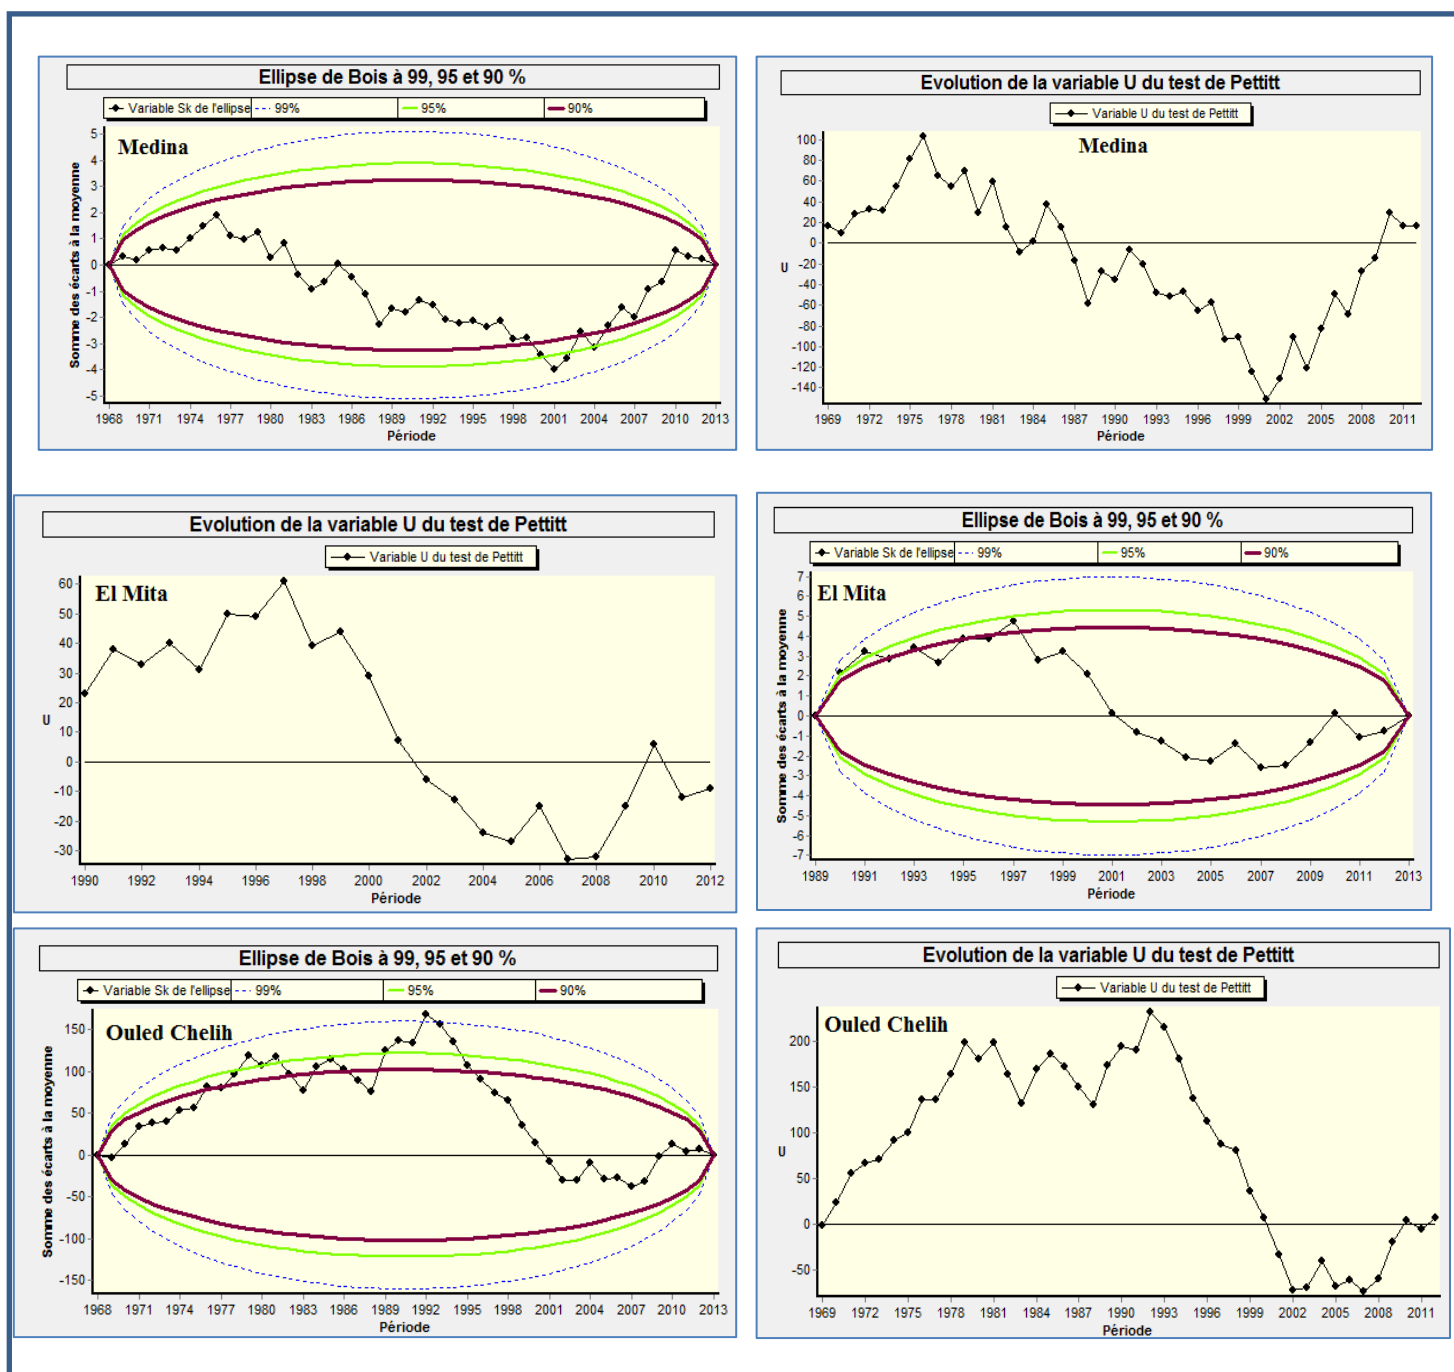 Ellipse de Bois à 99, 95 et 90 %
Variable Sk de l'ellipse 99% 95% 90%
Medina
Somme des écarts à la moyenne
5
4
3
2
1
0
-1
-2
-3
-4
-5
1968 1971 1974 1977 1980 1983 1986 1989 1992 1995 1998 2001 2004 2007 2010 2013
Période
Evolution de la variable U du test de Pettitt
Variable U du test de Pettitt
Medina
U
100
80
60
40
20
0
-20
-40
-60
-80
-100
-120
-140
1969 1972 1975 1978 1981 1984 1987 1990 1993 1996 1999 2002 2005 2008 2011
Période
Evolution de la variable U du test de Pettitt
Variable U du test de Pettitt
El Mita
U
60
50
40
30
20
10
0
-10
-20
-30
1990 1992 1994 1996 1998 2000 2002 2004 2006 2008 2010 2012
Période
Ellipse de Bois à 99, 95 et 90 %
Variable Sk de l'ellipse 99% 95% 90%
El Mita
Somme des écarts à la moyenne
7
6
5
4
3
2
1
0
-1
-2
-3
-4
-5
-6
-7
1989 1991 1993 1995 1997 1999 2001 2003 2005 2007 2009 2011 2013
Période
Ellipse de Bois à 99, 95 et 90 %
Variable Sk de l'ellipse 99% 95% 90%
Ouled Chelih
Somme des écarts à la moyenne
150
100
50
0
-50
-100
-150
1968 1971 1974 1977 1980 1983 1986 1989 1992 1995 1998 2001 2004 2007 2010 2013
Période
Evolution de la variable U du test de Pettitt
Variable U du test de Pettitt
Ouled Chelih
U
200
150
100
50
0
-50
1969 1972 1975 1978 1981 1984 1987 1990 1993 1996 1999 2002 2005 2008 2011
Période